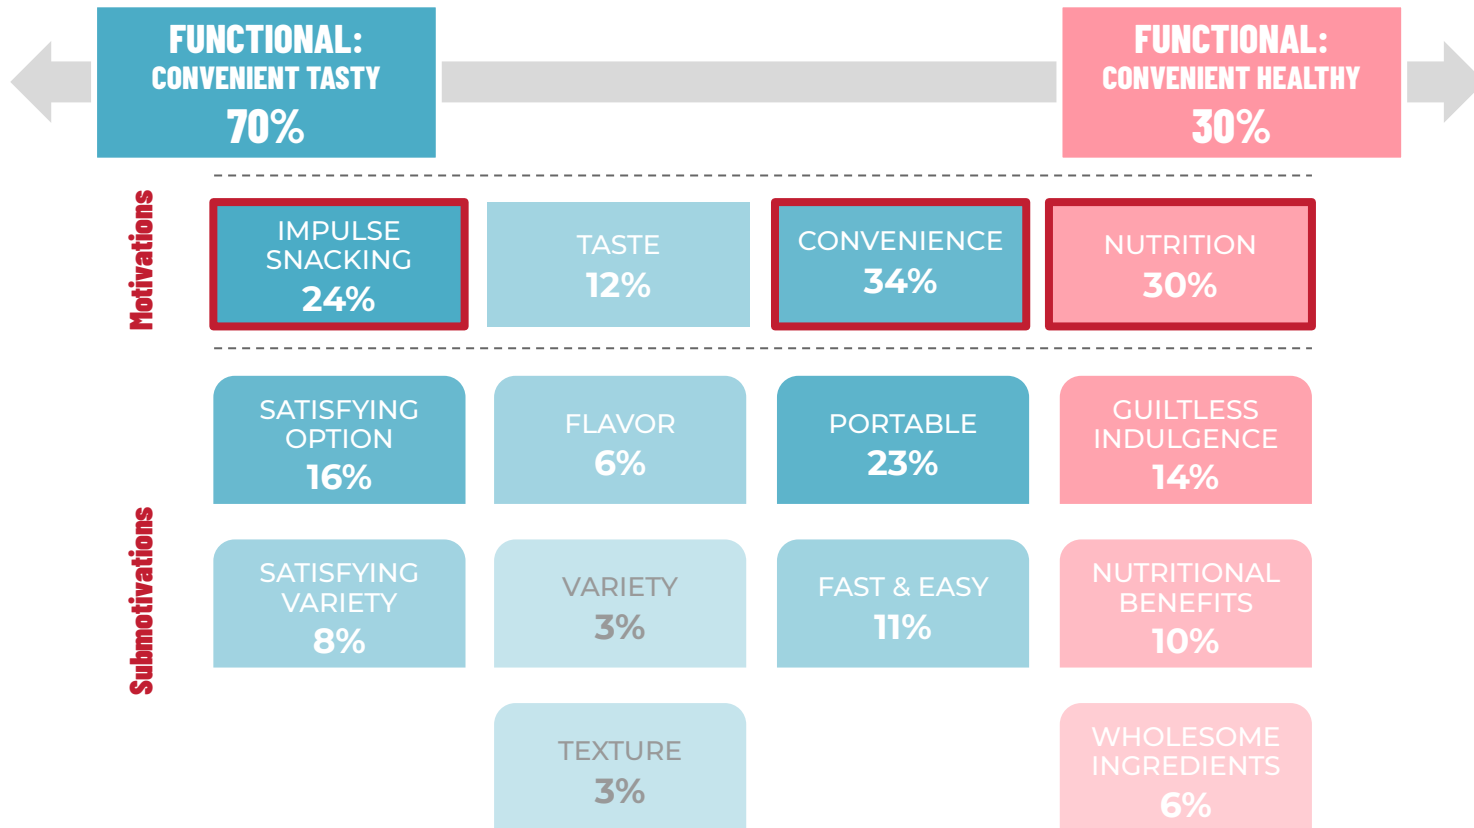 FUNCTIONAL:
CONVENIENT TASTY
70%
FUNCTIONAL:
CONVENIENT HEALTHY
30%
Motivations
IMPULSE
SNACKING
24%
TASTE
12%
CONVENIENCE
34%
NUTRITION
30%
Submotivations
SATISFYING
OPTION
16%
FLAVOR
6%
PORTABLE
23%
GUILTLESS
INDULGENCE
14%
SATISFYING
VARIETY
8%
VARIETY
3%
FAST & EASY
11%
NUTRITIONAL
BENEFITS
10%
TEXTURE
3%
WHOLESOME
INGREDIENTS
6%